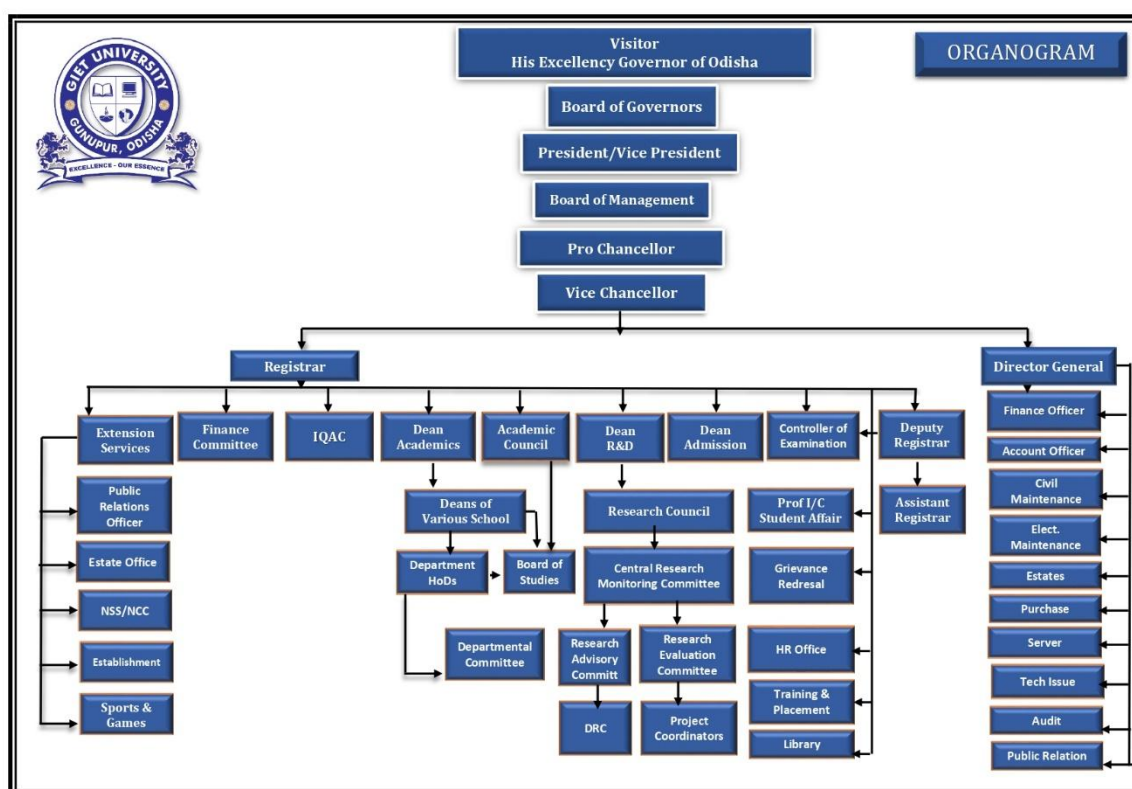 GIET UNIVERSITY
GUNUPUR, ODISHA
EXCELLENCE - OUR ESSENCE
Visitor
His Excellency Governor of Odisha
ORGANOGRAM
Board of Governors
President/Vice President
Board of Management
Pro Chancellor
Vice Chancellor
Registrar
Director General
Extension
Services
Finance
Committee
IQAC
Dean
Academics
Academic
Council
Dean
R&D
Dean
Admission
Controller
of Examination
Deputy
Registrar
Finance Officer
Account Officer
Public
Relations
Officer
Deans of
Various School
Research Council
Prof I/C
Student Affair
Assistant
Registrar
Civil
Maintenance
Elect.
Maintenance
Estate Office
Department
HoDs
Board of
Studies
Central Research
Monitoring Committee
Grievance
Redresal
Estates
NSS/NCC
Purchase
Departmental
Committee
Research
Advisory
Committt
Research
Evaluation
Committee
HR Office
Server
Establishment
Tech Issue
Sports &
Games
DRC
Project
Coordinators
Training &
Placement
Library
Audit
Public Relation